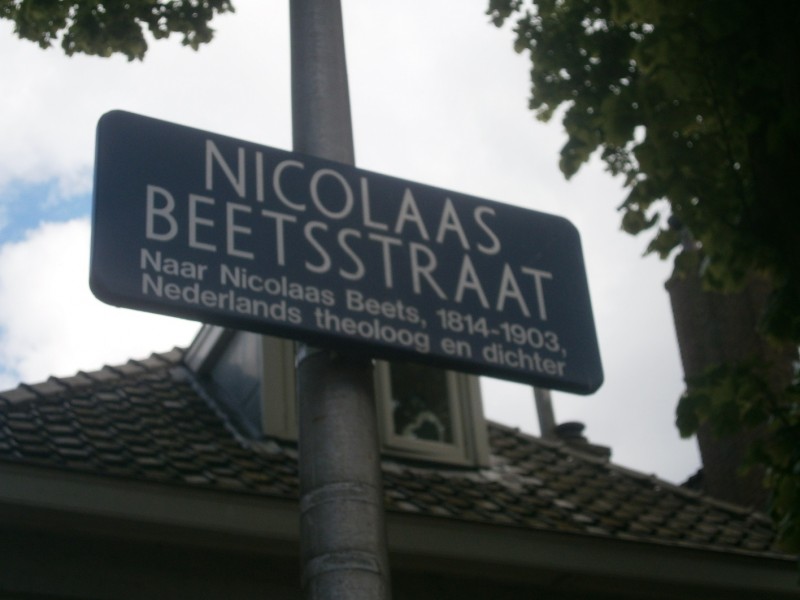 NICOLAAS
BEETSSTRAAT
Naar Nicolaas Beets, 1814-1903,
Nederlands theoloog en dichter